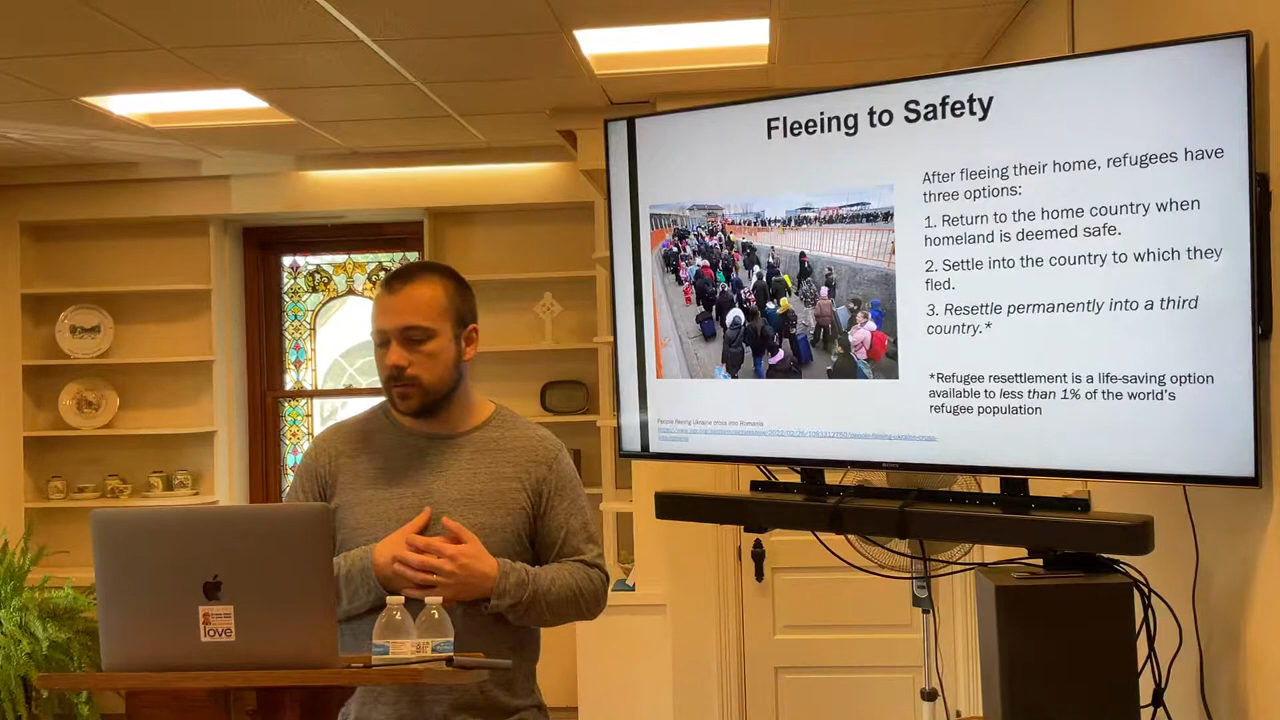 Fleeing to Safety
After fleeing their home, refugees have
three options:
1. Return to the home country when
homeland is deemed safe.
2. Settle into the country to which they
fled.
3. Resettle permanently into a third
country.*
*Refugee resettlement is a life-saving option
available to less than 1% of the world's
refugee population
People fleeing Ukraine cross into Romania
SONY
love